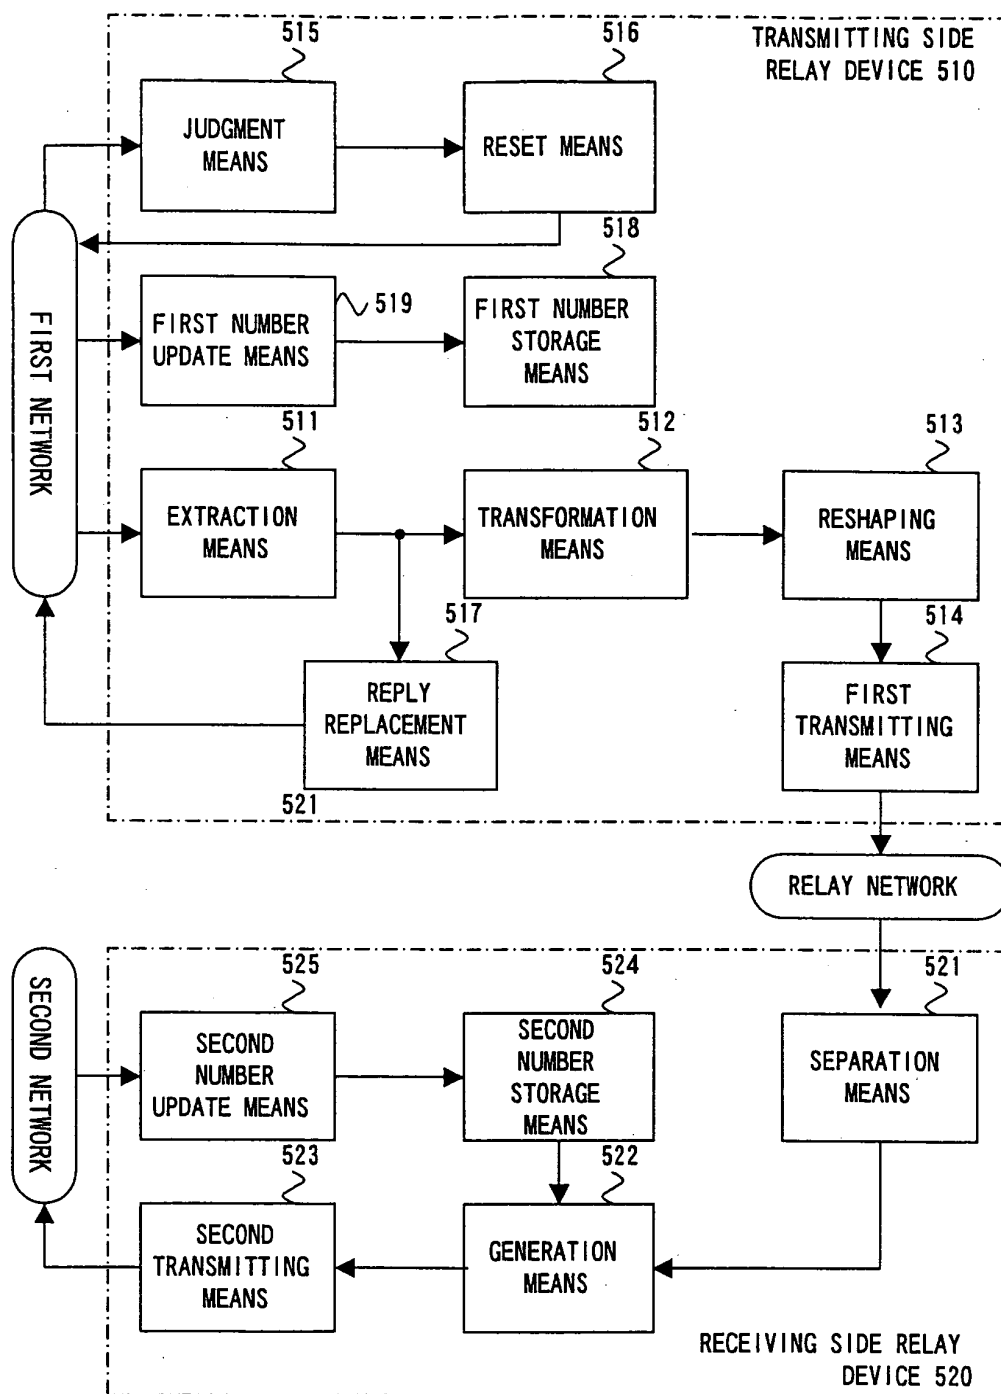 515
516
TRANSMITTING SIDE
RELAY DEVICE 510
JUDGMENT
MEANS
RESET MEANS
518
519
FIRST NETWORK
FIRST NUMBER
UPDATE MEANS
FIRST NUMBER
STORAGE
MEANS
511
512
513
EXTRACTION
MEANS
TRANSFORMATION
MEANS
RESHAPING
MEANS
517
514
REPLY
REPLACEMENT
MEANS
FIRST
TRANSMITTING
MEANS
521
RELAY NETWORK
525
524
521
SECOND NETWORK
SECOND
NUMBER
UPDATE MEANS
SECOND
NUMBER
STORAGE
MEANS
SEPARATION
MEANS
523
522
SECOND
TRANSMITTING
MEANS
GENERATION
MEANS
RECEIVING SIDE RELAY
DEVICE 520